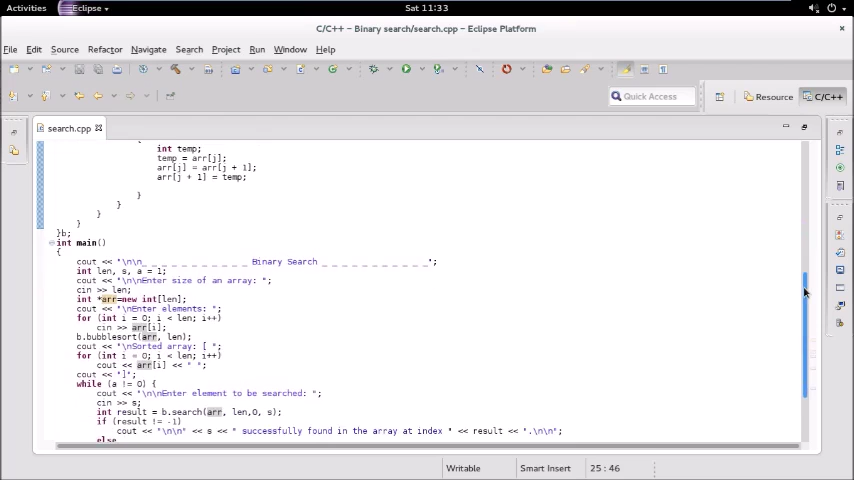 Activities Eclipse Sat 11:33
C/C++ - Binary search/search.cpp - Eclipse Platform
File Edit Source Refactor Navigate Search Project Run Window Help
Quick Access Resource C/C++
search.cpp
int temp;
temp = arr[j];
arr[j] = arr[j + 1];
arr[j + 1] = temp;
}
}
}
}
}b;
int main()
{
cout << "\n\n_ _ _ _ _ _ _ _ _ _ _ Binary Search _ _ _ _ _ _ _ _ _ _ _";
int len, s, a = 1;
cout << "\n\nEnter size of an array: ";
cin >> len;
int *arr=new int[len];
cout << "\nEnter elements: ";
for (int i = 0; i < len; i++)
cin >> arr[i];
b.bubblesort(arr, len);
cout << "\nSorted array: [ ";
for (int i = 0; i < len; i++)
cout << arr[i] << " ";
cout << "]";
while (a != 0) {
cout << "\n\nEnter element to be searched: ";
cin >> s;
int result = b.search(arr, len,0, s);
if (result != -1)
cout << "\n\n" << s << " successfully found in the array at index " << result << ".\n\n";
else
Writable Smart Insert 25 : 46